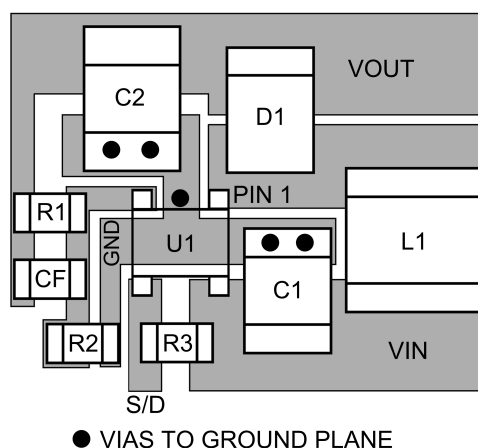 VOUT
C2
D1
PIN 1
R1
GND
U1
L1
CF
C1
R2
R3
VIN
S/D
VIAS TO GROUND PLANE